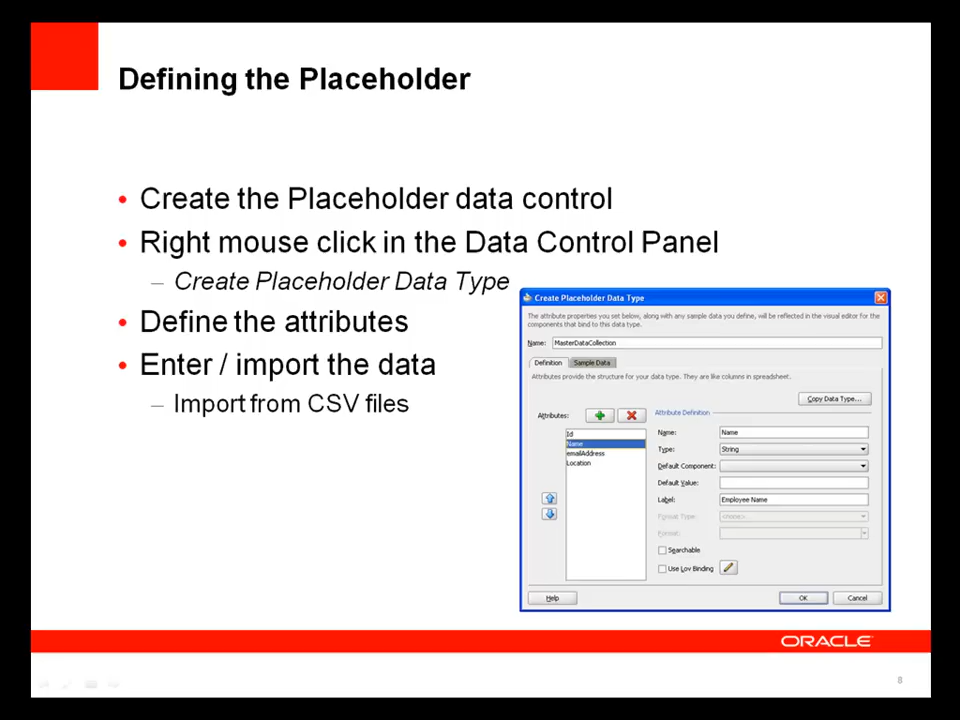 Defining the Placeholder
• Create the Placeholder data control
• Right mouse click in the Data Control Panel
– Create Placeholder Data Type
• Define the attributes
• Enter / import the data
– Import from CSV files
Create Placeholder Data Type
The attribute properties you set below, along with any sample data you define, will be reflected in the visual editor for the
components that bind to this data type.
Name: MasterDataCollection
Definition Sample Data
Attributes provide the structure for your data type. They are like columns in spreadsheet.
Copy Data Type...
Attributes:
Id
Name
emailAddress
Location
Attribute Definition
Name: Name
Type: String
Default Component:
Default Value:
Label: Employee Name
Format Type: <none>
Format:
Searchable
Use Lov Binding
Help OK Cancel
ORACLE
8